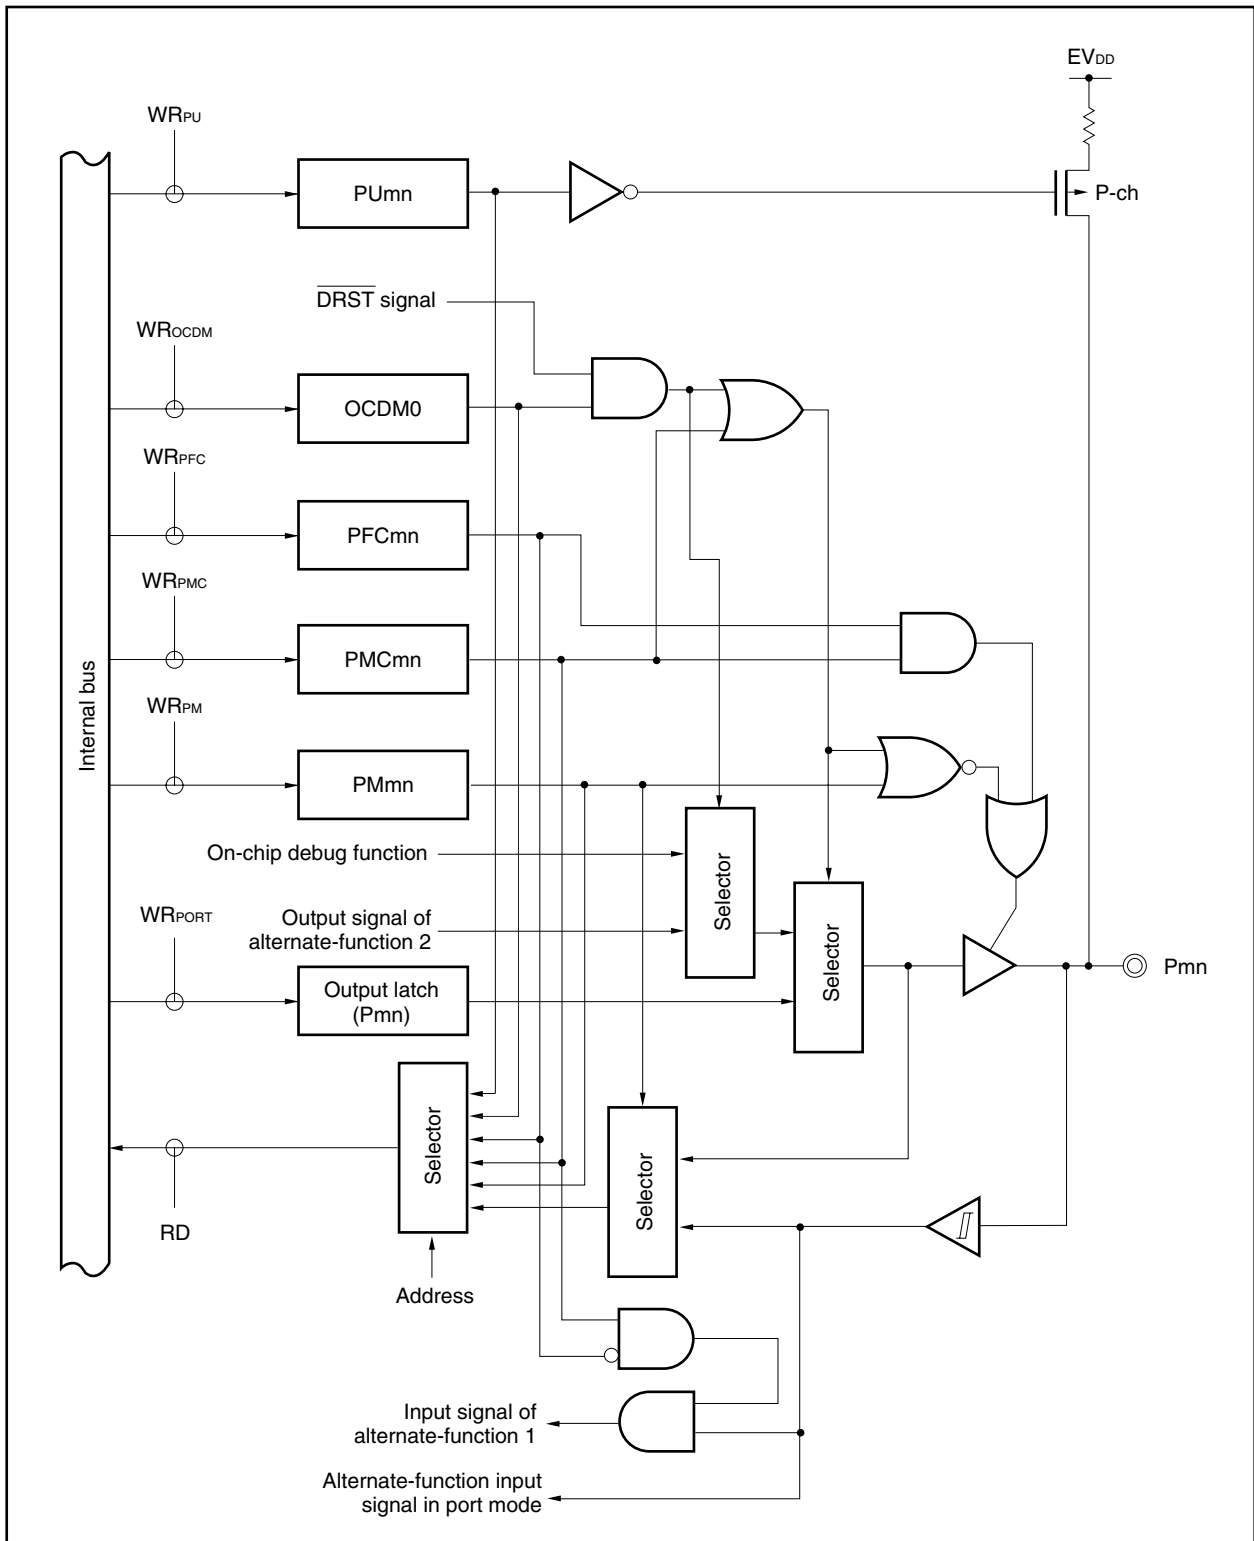 EVDD
WRPU
PUmn
P-ch
DRST signal
WROCDM
OCDM0
WRPFC
PFCmn
WRPMC
PMCmn
Internal bus
WRPM
PMmn
On-chip debug function
Selector
WRPORT
Output signal of
alternate-function 2
Selector
Pmn
Output latch
(Pmn)
Selector
Selector
RD
Address
Input signal of
alternate-function 1
Alternate-function input
signal in port mode